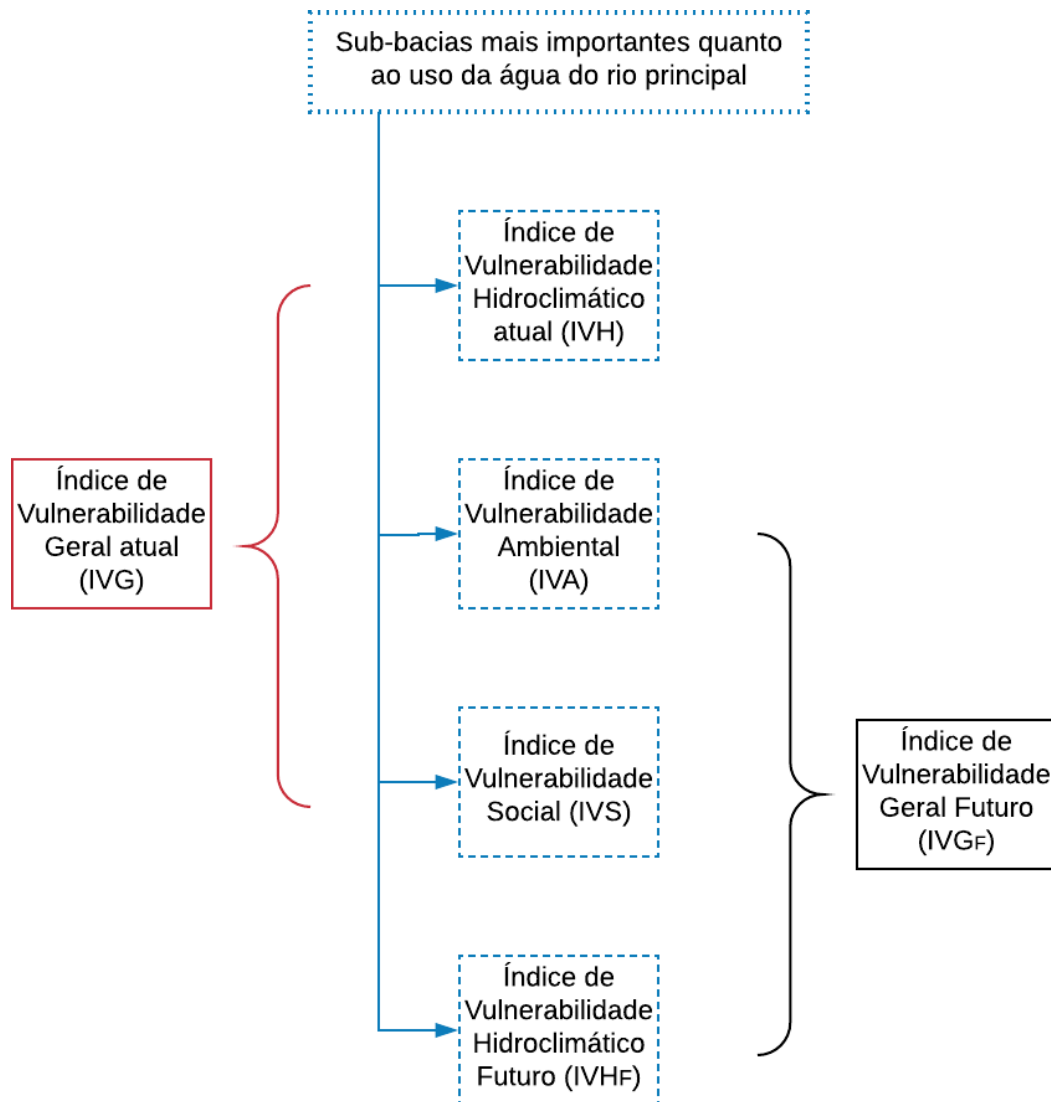 Sub-bacias mais importantes quanto
ao uso da água do rio principal
Índice de
Vulnerabilidade
Hidroclimático
atual (IVH)
Índice de
Vulnerabilidade
Geral atual
(IVG)
Índice de
Vulnerabilidade
Ambiental
(IVA)
Índice de
Vulnerabilidade
Social (IVS)
Índice de
Vulnerabilidade
Geral Futuro
(IVGF)
Índice de
Vulnerabilidade
Hidroclimático
Futuro (IVHF)